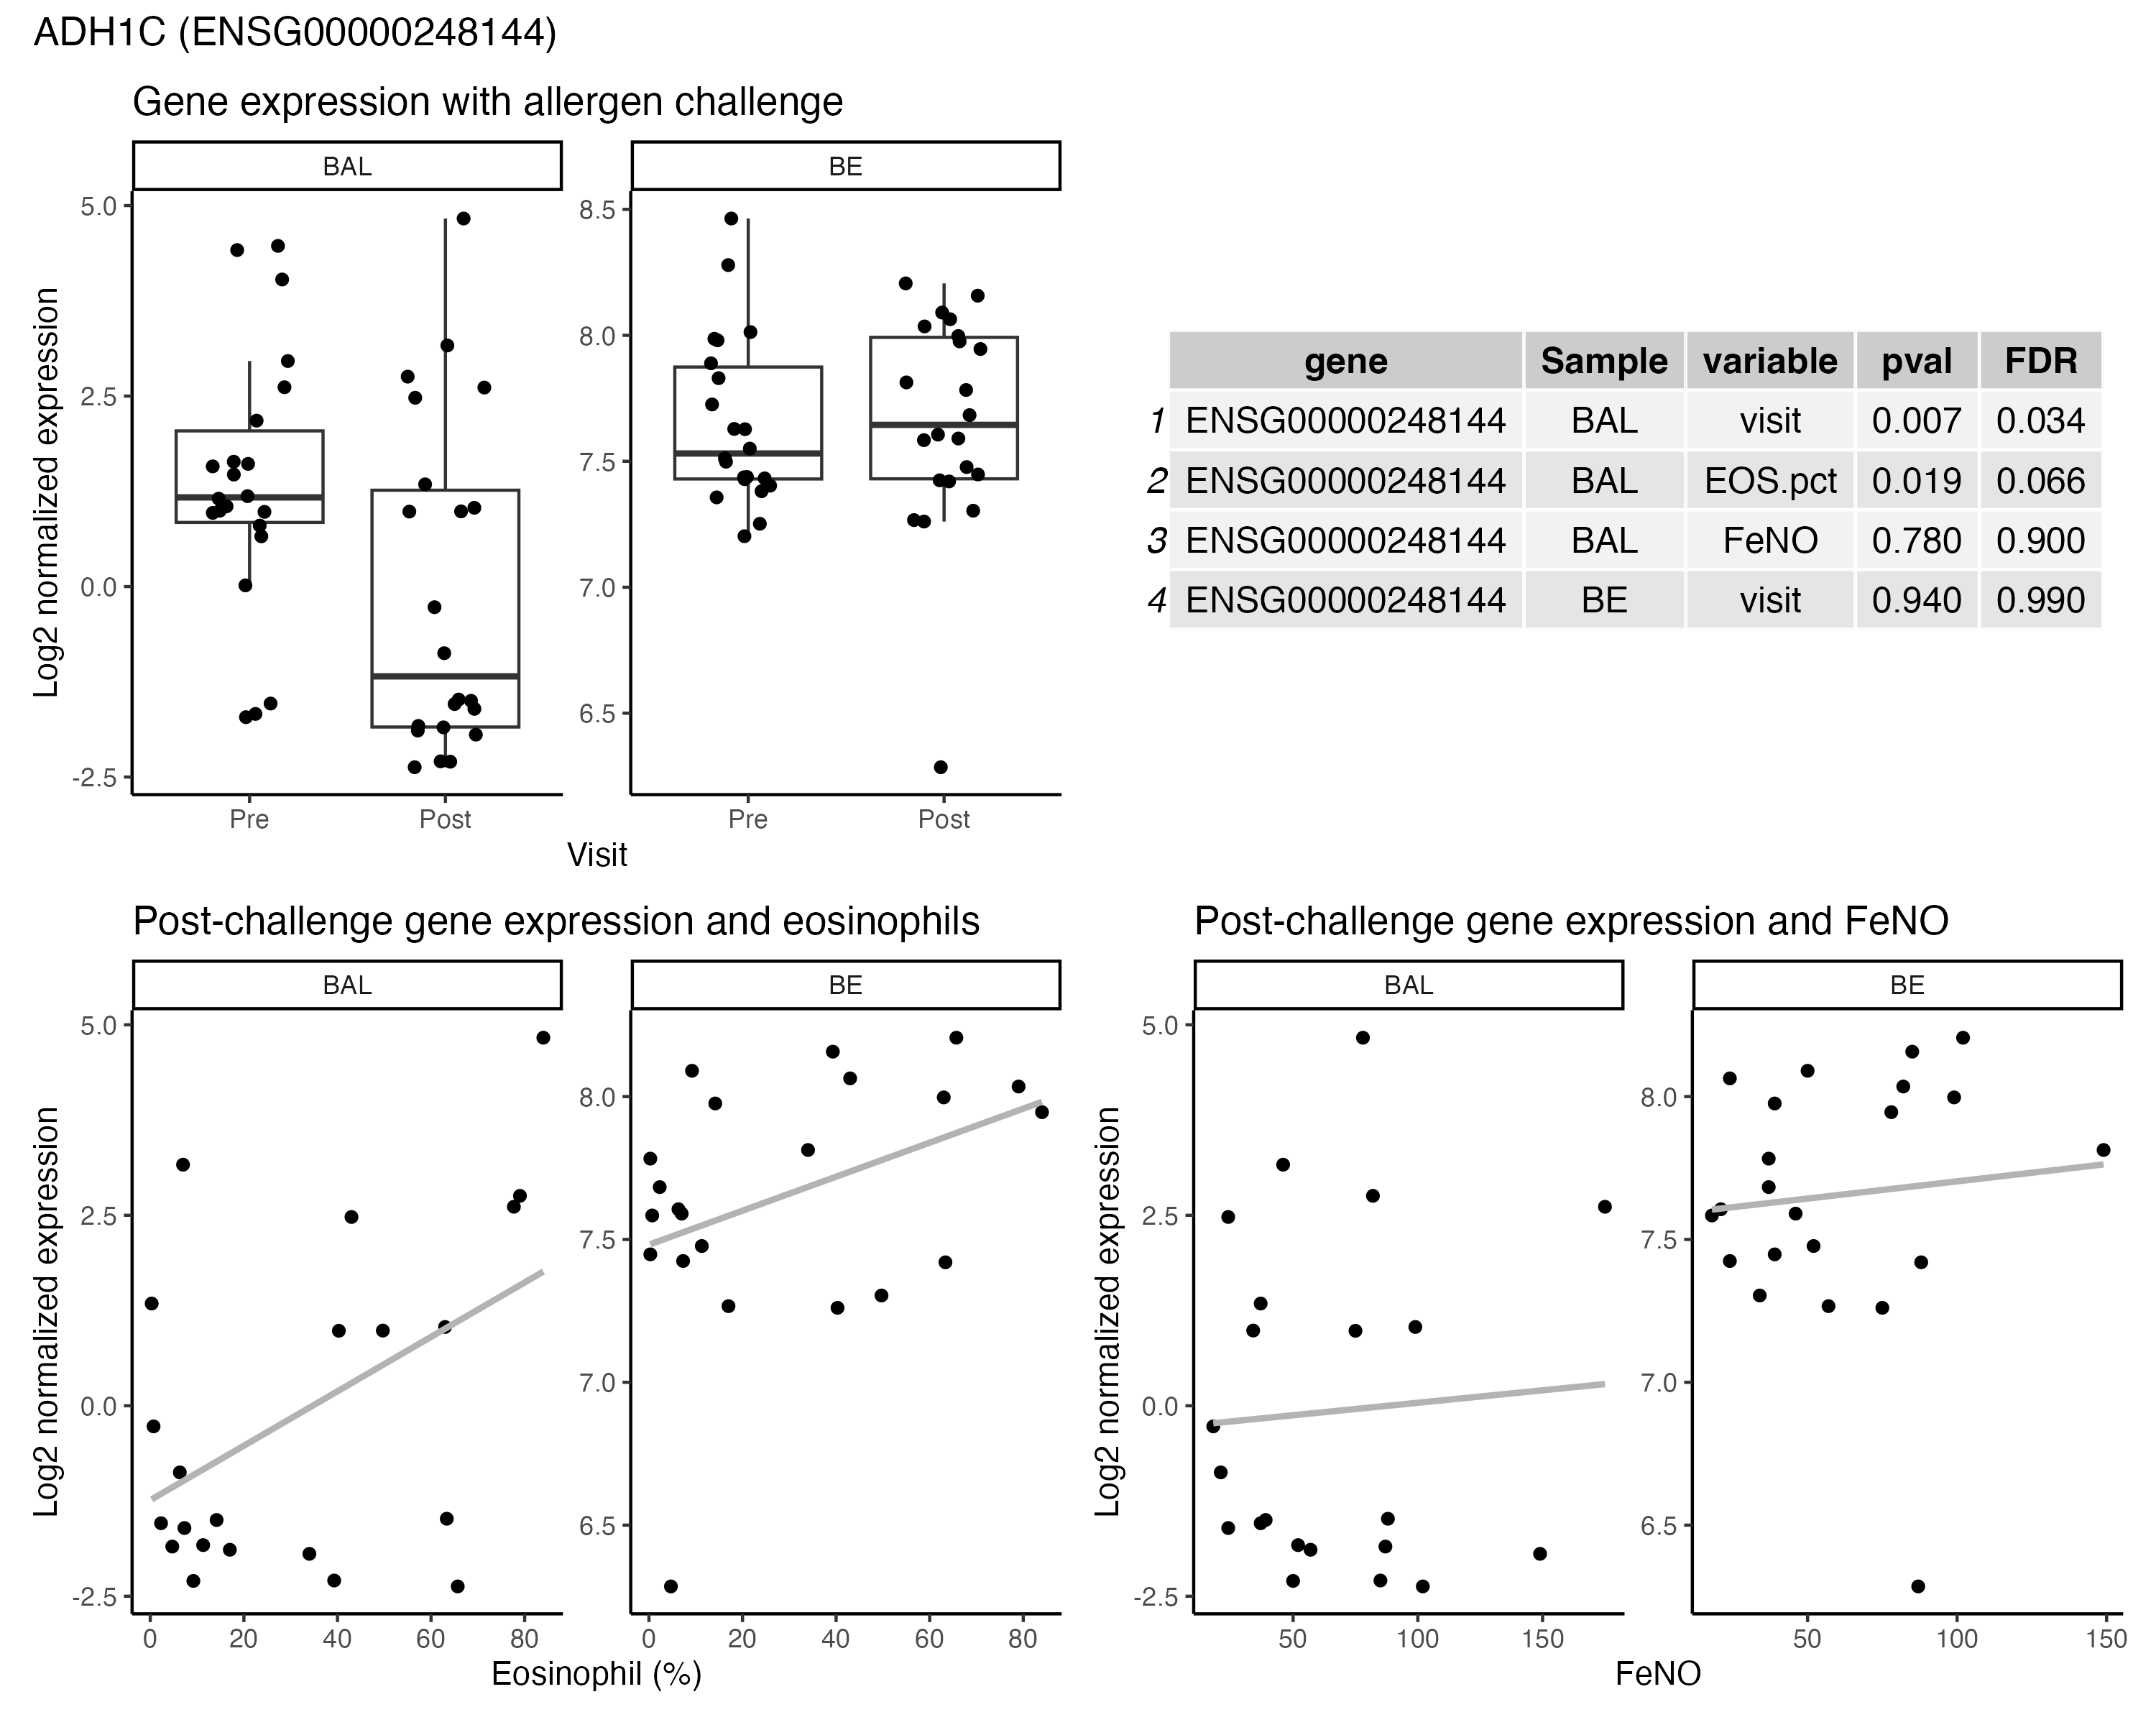 ADH1C (ENSG00000248144)
Gene expression with allergen challenge
BAL
BE
Log2 normalized expression
5.0
2.5
0.0
-2.5
8.5
8.0
7.5
7.0
6.5
Pre
Post
Pre
Post
Visit
gene Sample variable pval FDR
1 ENSG00000248144 BAL visit 0.007 0.034
2 ENSG00000248144 BAL EOS.pct 0.019 0.066
3 ENSG00000248144 BAL FeNO 0.780 0.900
4 ENSG00000248144 BE visit 0.940 0.990
Post-challenge gene expression and eosinophils
BAL
BE
Log2 normalized expression
5.0
2.5
0.0
-2.5
8.0
7.5
7.0
6.5
0 20 40 60 80
0 20 40 60 80
Eosinophil (%)
Post-challenge gene expression and FeNO
BAL
BE
Log2 normalized expression
5.0
2.5
0.0
-2.5
8.0
7.5
7.0
6.5
50 100 150
50 100 150
FeNO